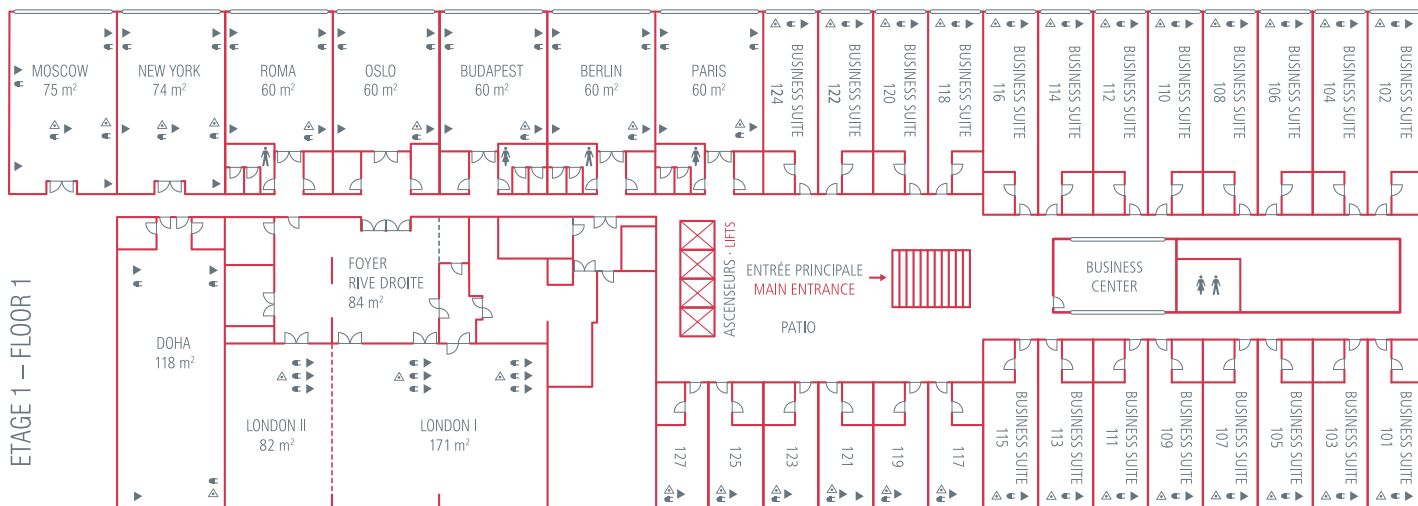 MOSCOW
75 m²
NEW YORK
74 m²
ROMA
60 m²
OSLO
60 m²
BUDAPEST
60 m²
BERLIN
60 m²
PARIS
60 m²
BUSINESS SUITE
124
BUSINESS SUITE
122
BUSINESS SUITE
120
BUSINESS SUITE
118
BUSINESS SUITE
116
BUSINESS SUITE
114
BUSINESS SUITE
112
BUSINESS SUITE
110
BUSINESS SUITE
108
BUSINESS SUITE
106
BUSINESS SUITE
104
BUSINESS SUITE
102
ETAGE 1 – FLOOR 1
DOHA
118 m²
FOYER
RIVE DROITE
84 m²
LONDON II
82 m²
LONDON I
171 m²
ASCENSEURS · LIFTS
ENTRÉE PRINCIPALE
MAIN ENTRANCE
PATIO
BUSINESS
CENTER
127
125
123
121
119
117
BUSINESS SUITE
115
BUSINESS SUITE
113
BUSINESS SUITE
111
BUSINESS SUITE
109
BUSINESS SUITE
107
BUSINESS SUITE
105
BUSINESS SUITE
103
BUSINESS SUITE
101